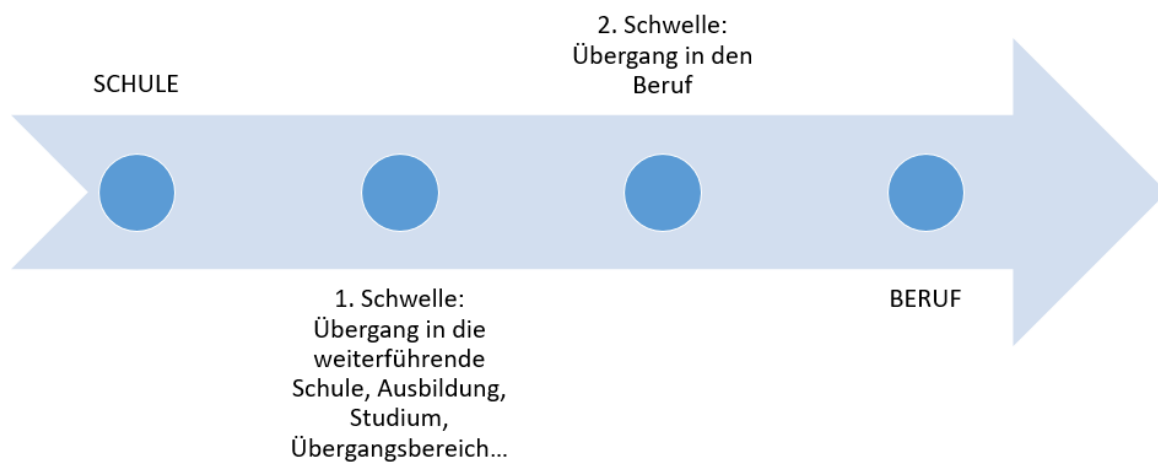 SCHULE
1. Schwelle:
Übergang in die
weiterführende
Schule, Ausbildung,
Studium,
Übergangsbereich...
2. Schwelle:
Übergang in den
Beruf
BERUF